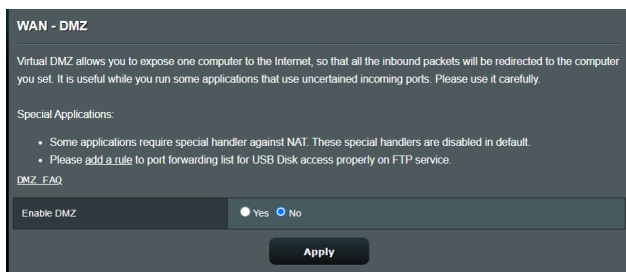 WAN - DMZ
Virtual DMZ allows you to expose one computer to the Internet, so that all the inbound packets will be redirected to the computer
you set. It is useful while you run some applications that use uncertained incoming ports. Please use it carefully.
Special Applications:
• Some applications require special handler against NAT. These special handlers are disabled in default.
• Please add a rule to port forwarding list for USB Disk access properly on FTP service.
DMZ FAQ
Enable DMZ Yes No
Apply